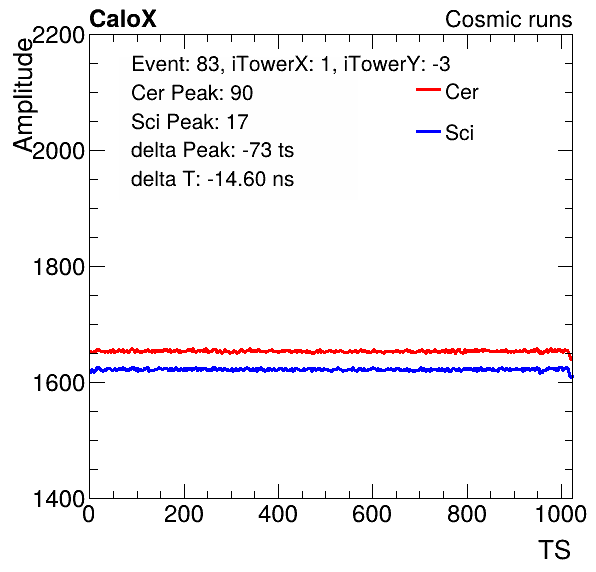 CaloX
Cosmic runs
Amplitude
2200
2000
1800
1600
1400
Event: 83, iTowerX: 1, iTowerY: -3
Cer Peak: 90
Sci Peak: 17
delta Peak: -73 ts
delta T: -14.60 ns
Cer
Sci
0 200 400 600 800 1000
TS